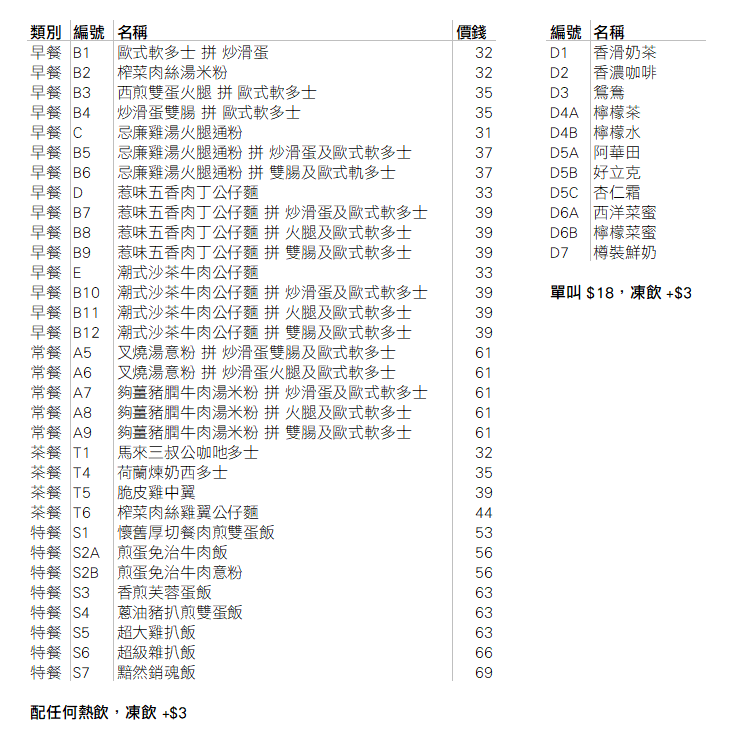 類別 編號 名稱 價錢
早餐 B1 歐式軟多士 拼 炒滑蛋 32
早餐 B2 榨菜肉絲湯米粉 32
早餐 B3 西煎雙蛋火腿 拼 歐式軟多士 35
早餐 B4 炒滑蛋雙腸 拼 歐式軟多士 35
早餐 C 忌廉雞湯火腿通粉 31
早餐 B5 忌廉雞湯火腿通粉 拼 炒滑蛋及歐式軟多士 37
早餐 B6 忌廉雞湯火腿通粉 拼 雙腸及歐式軌多士 37
早餐 D 惹味五香肉丁公仔麵 33
早餐 B7 惹味五香肉丁公仔麵 拼 炒滑蛋及歐式軟多士 39
早餐 B8 惹味五香肉丁公仔麵 拼 火腿及歐式軟多士 39
早餐 B9 惹味五香肉丁公仔麵 拼 雙腸及歐式軟多士 39
早餐 E 潮式沙茶牛肉公仔麵 33
早餐 B10 潮式沙茶牛肉公仔麵 拼 炒滑蛋及歐式軟多士 39
早餐 B11 潮式沙茶牛肉公仔麵 拼 火腿及歐式軟多士 39
早餐 B12 潮式沙茶牛肉公仔麵 拼 雙腸及歐式軟多士 39
常餐 A5 叉燒湯意粉 拼 炒滑蛋雙腸及歐式軟多士 61
常餐 A6 叉燒湯意粉 拼 炒滑蛋火腿及歐式軟多士 61
常餐 A7 夠薑豬膶牛肉湯米粉 拼 炒滑蛋及歐式軟多士 61
常餐 A8 夠薑豬膶牛肉湯米粉 拼 火腿及歐式軟多士 61
常餐 A9 夠薑豬膶牛肉湯米粉 拼 雙腸及歐式軟多士 61
茶餐 T1 馬來三叔公咖吔多士 32
茶餐 T4 荷蘭煉奶西多士 35
茶餐 T5 脆皮雞中翼 39
茶餐 T6 榨菜肉絲雞翼公仔麵 44
特餐 S1 懷舊厚切餐肉煎雙蛋飯 53
特餐 S2A 煎蛋免治牛肉飯 56
特餐 S2B 煎蛋免治牛肉意粉 56
特餐 S3 香煎芙蓉蛋飯 63
特餐 S4 蔥油豬扒煎雙蛋飯 63
特餐 S5 超大雞扒飯 63
特餐 S6 超級雜扒飯 66
特餐 S7 黯然銷魂飯 69
配任何熱飲，凍飲 +$3
編號 名稱
D1 香滑奶茶
D2 香濃咖啡
D3 鴛鴦
D4A 檸檬茶
D4B 檸檬水
D5A 阿華田
D5B 好立克
D5C 杏仁霜
D6A 西洋菜蜜
D6B 檸檬菜蜜
D7 樽裝鮮奶
單叫 $18，凍飲 +$3